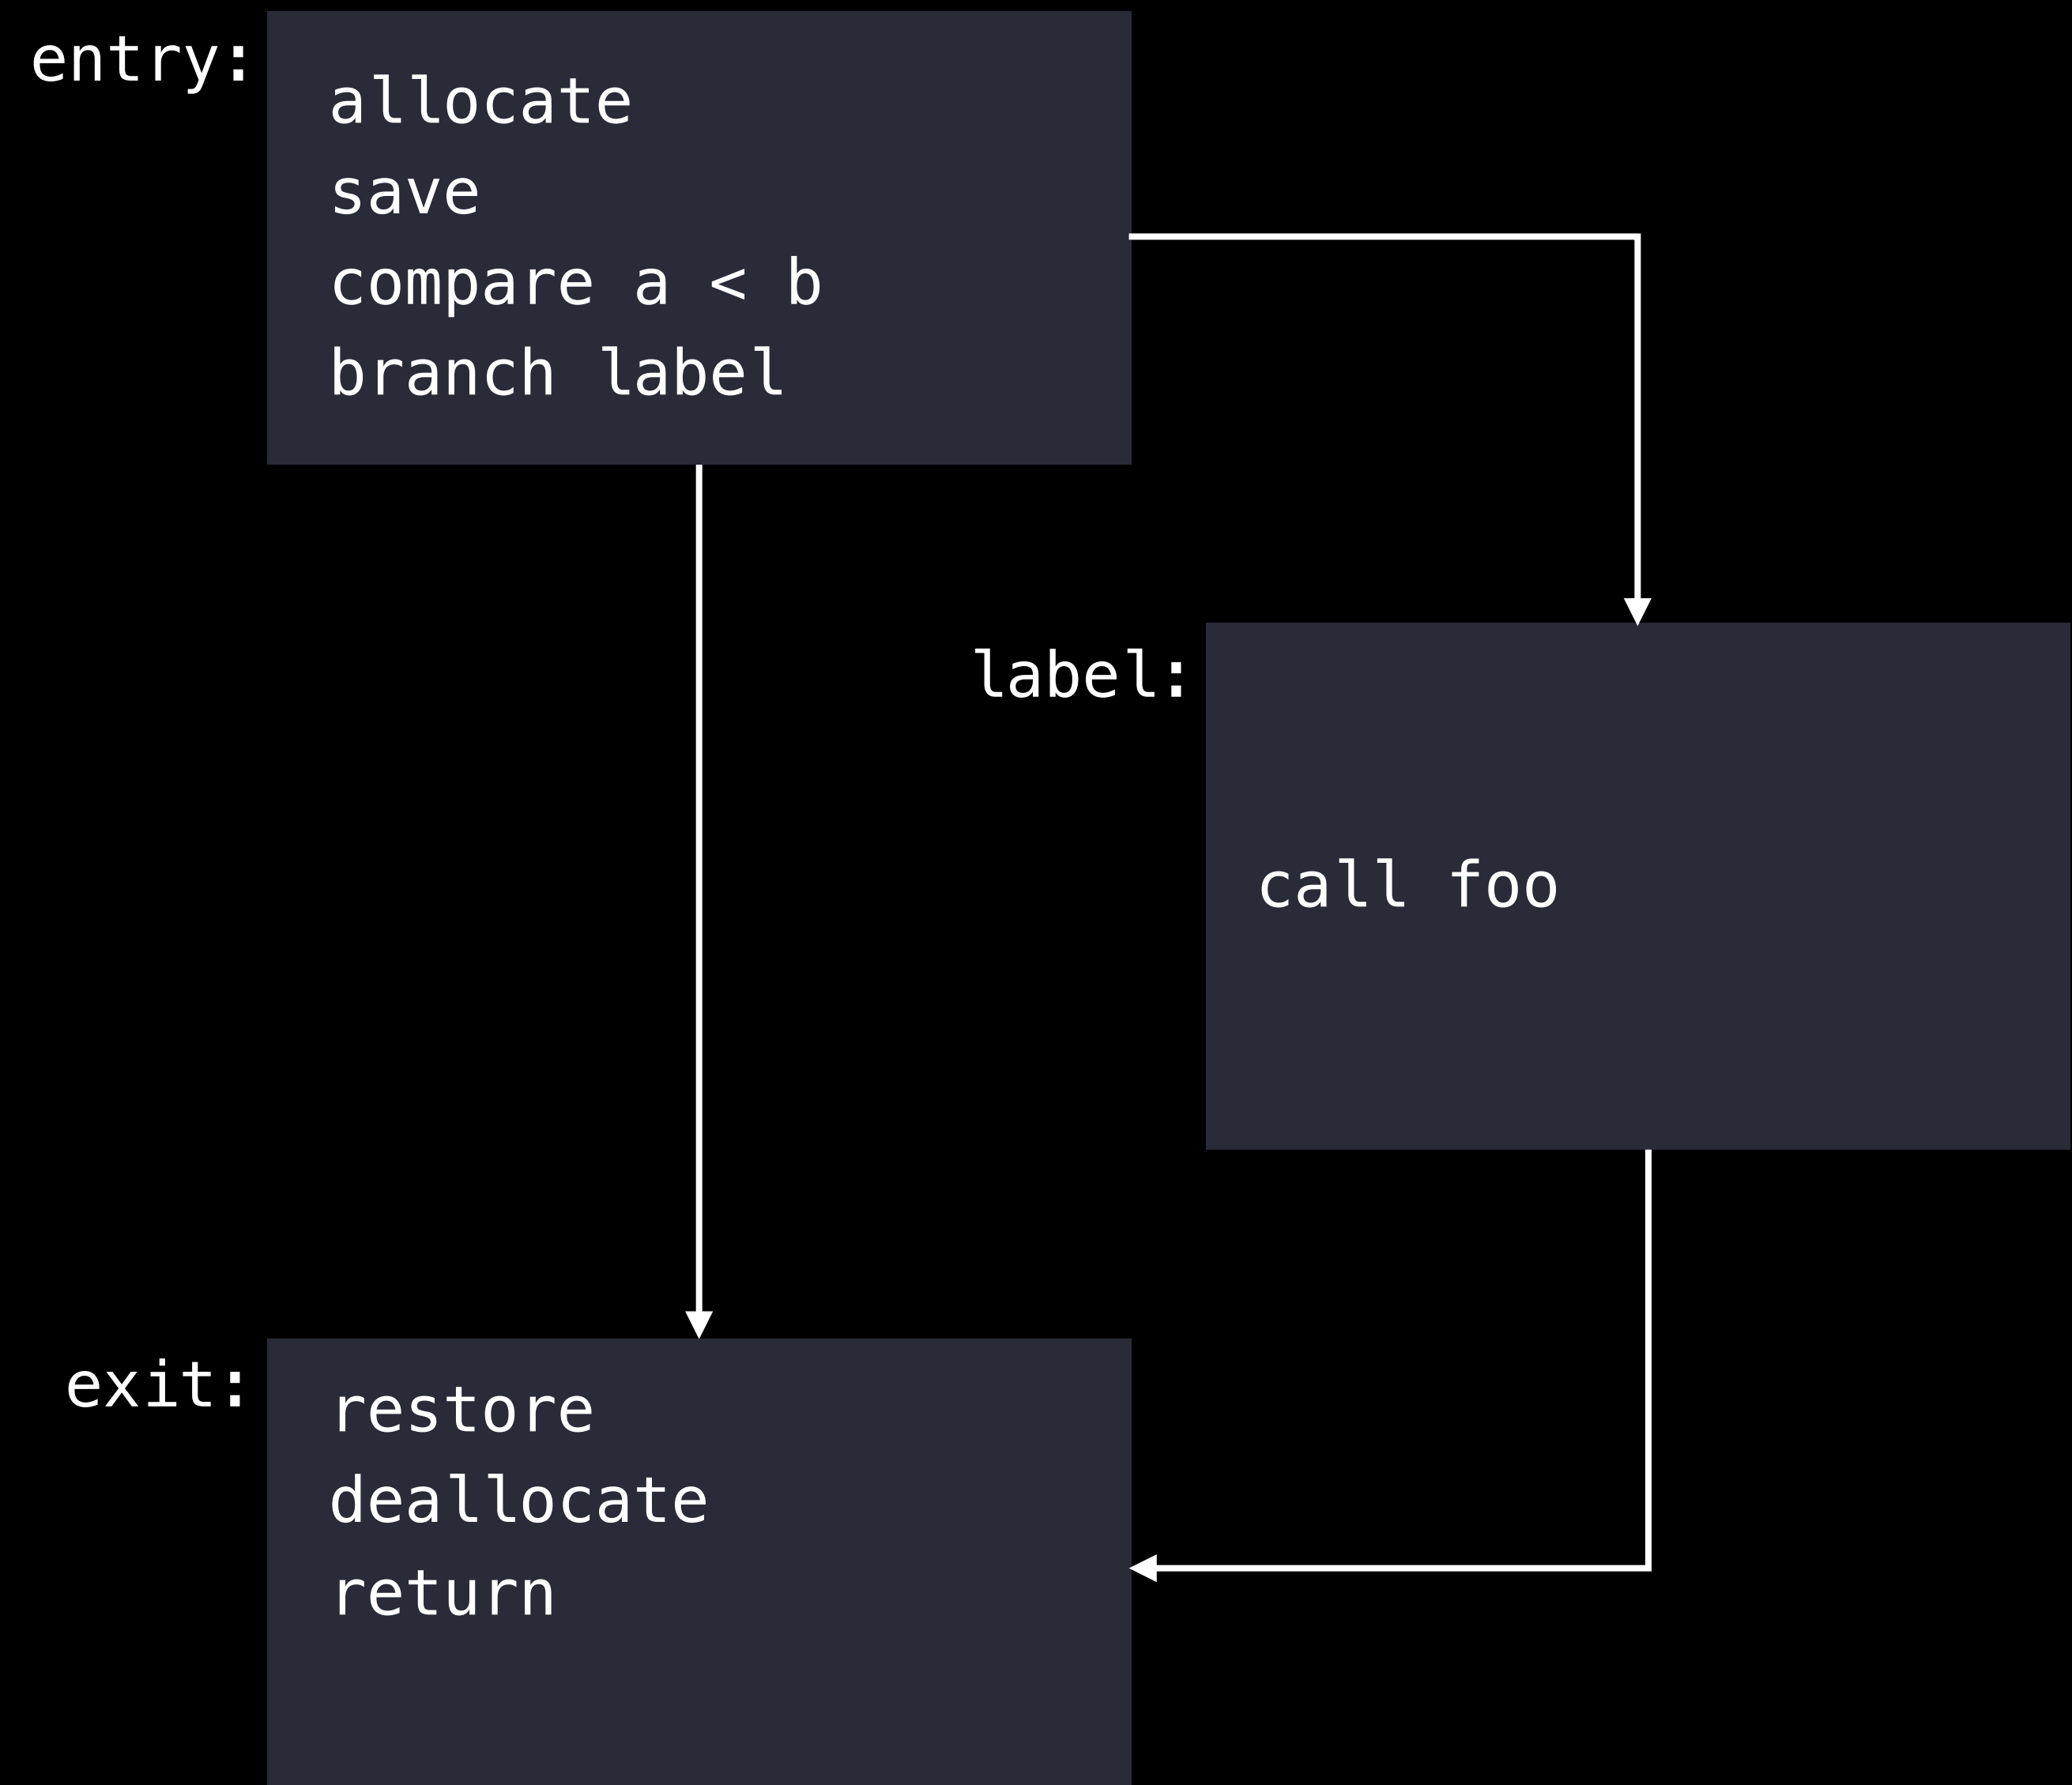 entry:
allocate
save
compare a < b
branch label
label:
call foo
exit:
restore
deallocate
return